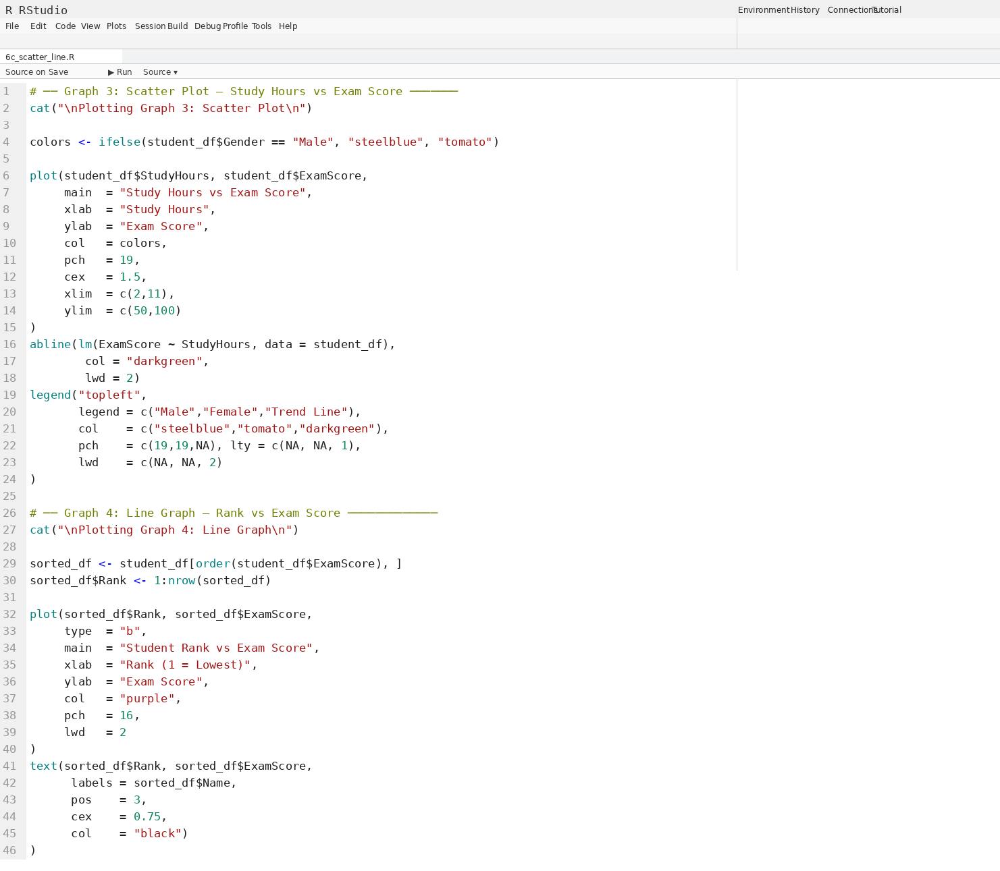 R RStudio
Environment History Connections Tutorial
File Edit Code View Plots Session Build Debug Profile Tools Help
6c_scatter_line.R
Source on Save ▶ Run Source ▾
1 # ── Graph 3: Scatter Plot — Study Hours vs Exam Score ───────
2 cat("\nPlotting Graph 3: Scatter Plot\n")
3
4 colors <- ifelse(student_df$Gender == "Male", "steelblue", "tomato")
5
6 plot(student_df$StudyHours, student_df$ExamScore,
7      main  = "Study Hours vs Exam Score",
8      xlab  = "Study Hours",
9      ylab  = "Exam Score",
10      col   = colors,
11      pch   = 19,
12      cex   = 1.5,
13      xlim  = c(2,11),
14      ylim  = c(50,100)
15 )
16 abline(lm(ExamScore ~ StudyHours, data = student_df),
17         col = "darkgreen",
18         lwd = 2)
19 legend("topleft",
20        legend = c("Male","Female","Trend Line"),
21        col    = c("steelblue","tomato","darkgreen"),
22        pch    = c(19,19,NA), lty = c(NA, NA, 1),
23        lwd    = c(NA, NA, 2)
24 )
25
26 # ── Graph 4: Line Graph — Rank vs Exam Score ─────────────
27 cat("\nPlotting Graph 4: Line Graph\n")
28
29 sorted_df <- student_df[order(student_df$ExamScore), ]
30 sorted_df$Rank <- 1:nrow(sorted_df)
31
32 plot(sorted_df$Rank, sorted_df$ExamScore,
33      type  = "b",
34      main  = "Student Rank vs Exam Score",
35      xlab  = "Rank (1 = Lowest)",
36      ylab  = "Exam Score",
37      col   = "purple",
38      pch   = 16,
39      lwd   = 2
40 )
41 text(sorted_df$Rank, sorted_df$ExamScore,
42       labels = sorted_df$Name,
43       pos    = 3,
44       cex    = 0.75,
45       col    = "black")
46 )